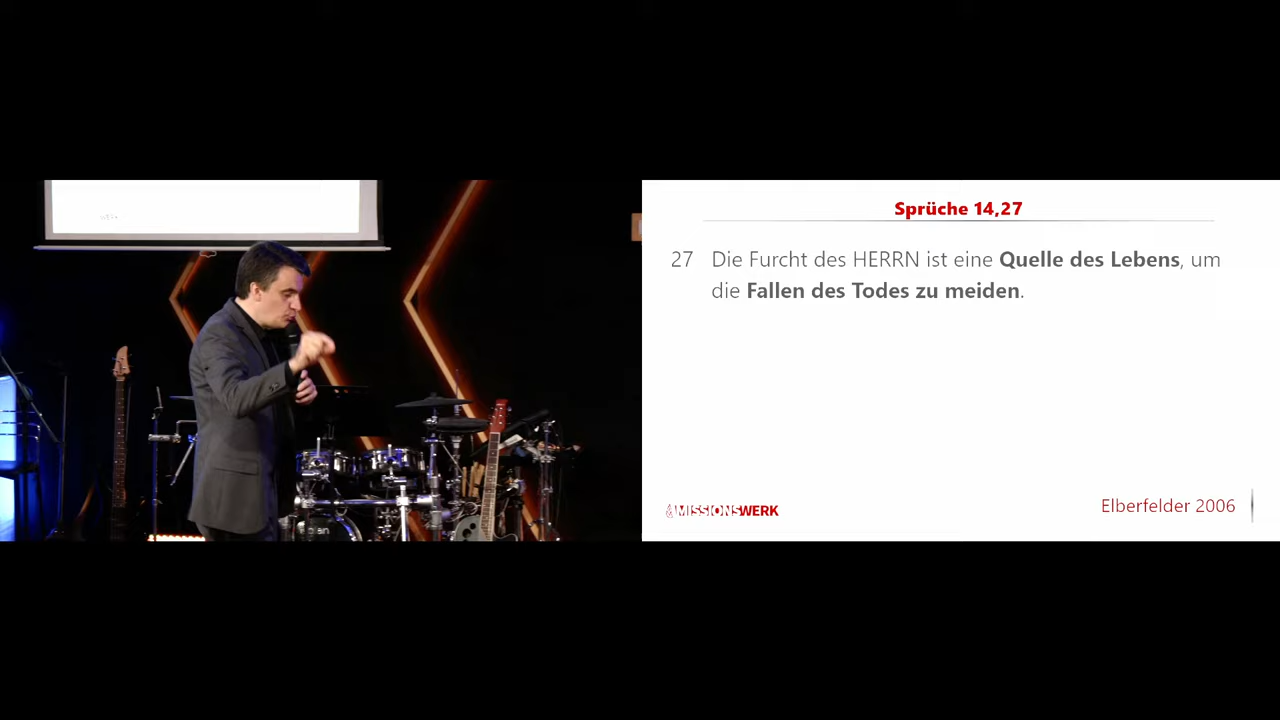 Sprüche 14,27
27 Die Furcht des HERRN ist eine Quelle des Lebens, um
die Fallen des Todes zu meiden.
MISSIONSWERK
Elberfelder 2006